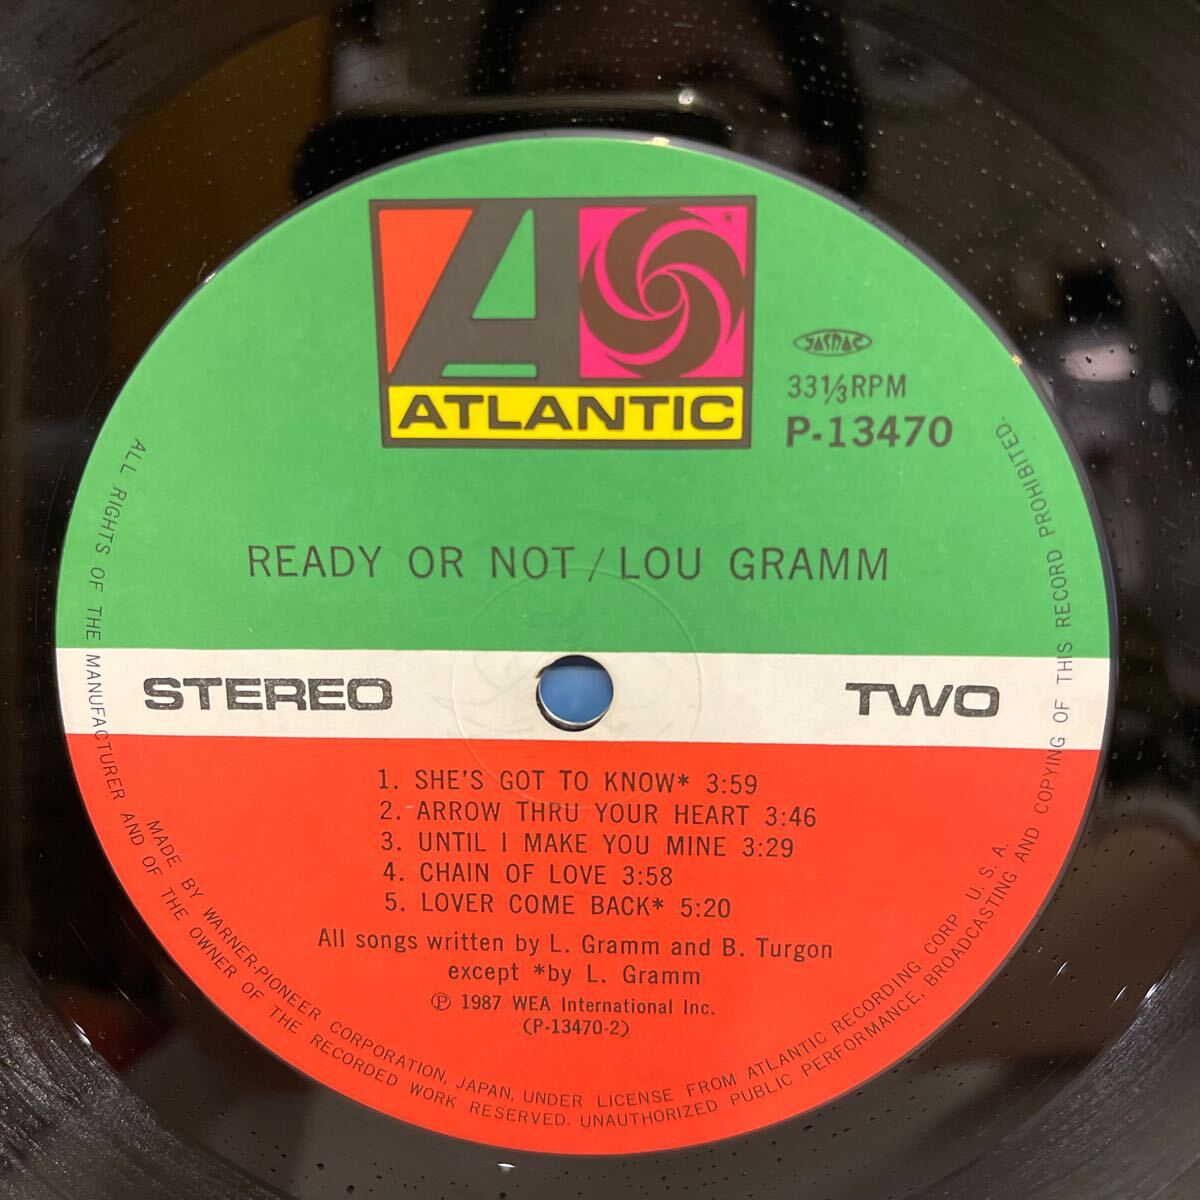 ATLANTIC
JASRAC
33⅓RPM
P-13470
READY OR NOT / LOU GRAMM
STEREO
TWO
1. SHE'S GOT TO KNOW* 3:59
2. ARROW THRU YOUR HEART 3:46
3. UNTIL I MAKE YOU MINE 3:29
4. CHAIN OF LOVE 3:58
5. LOVER COME BACK* 5:20
All songs written by L. Gramm and B. Turgon
except *by L. Gramm
Ⓟ 1987 WEA International Inc.
(P-13470-2)
MADE BY WARNER-PIONEER CORPORATION, JAPAN, UNDER LICENSE FROM ATLANTIC RECORDING CORP U. S. A.
ALL RIGHTS OF THE MANUFACTURER AND OF THE OWNER OF THE RECORDED WORK RESERVED. UNAUTHORIZED PUBLIC PERFORMANCE, BROADCASTING AND COPYING OF THIS RECORD PROHIBITED.